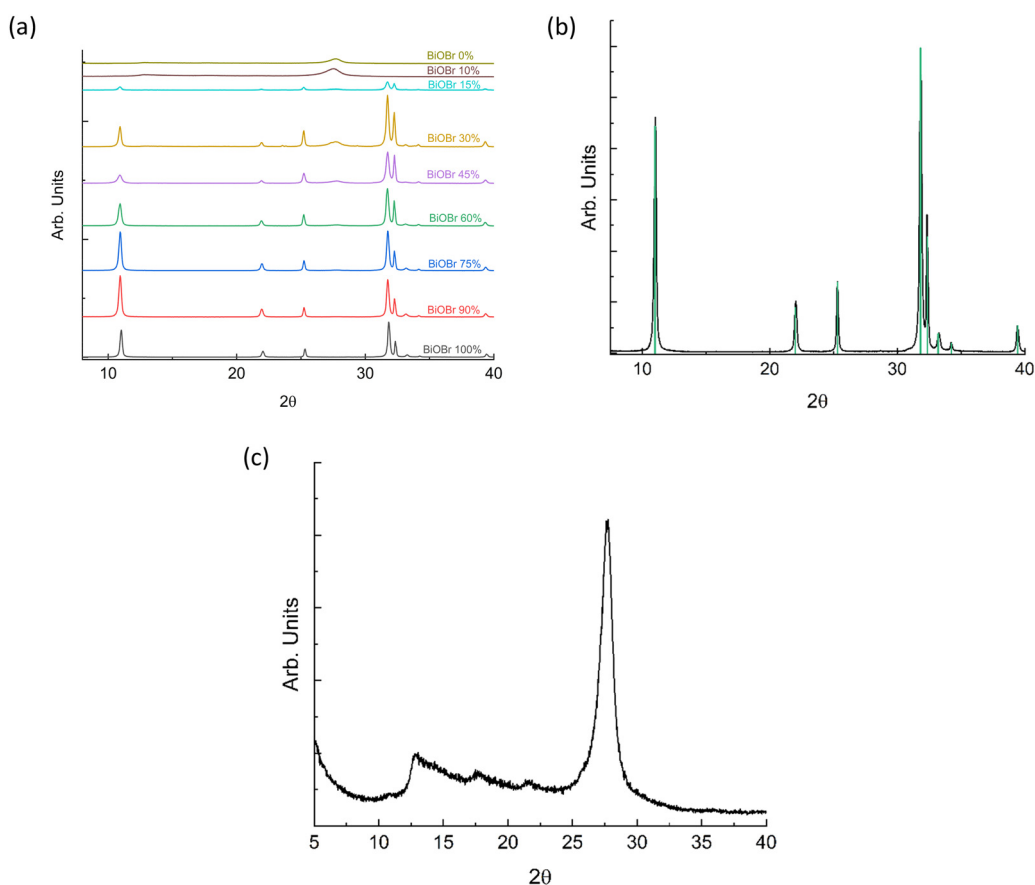 (a)
BiOBr 0%
BiOBr 10%
BiOBr 15%
BiOBr 30%
BiOBr 45%
BiOBr 60%
BiOBr 75%
BiOBr 90%
BiOBr 100%
Arb. Units
10 20 30 40
2θ
(b)
Arb. Units
10 20 30 40
2θ
(c)
Arb. Units
5 10 15 20 25 30 35 40
2θ